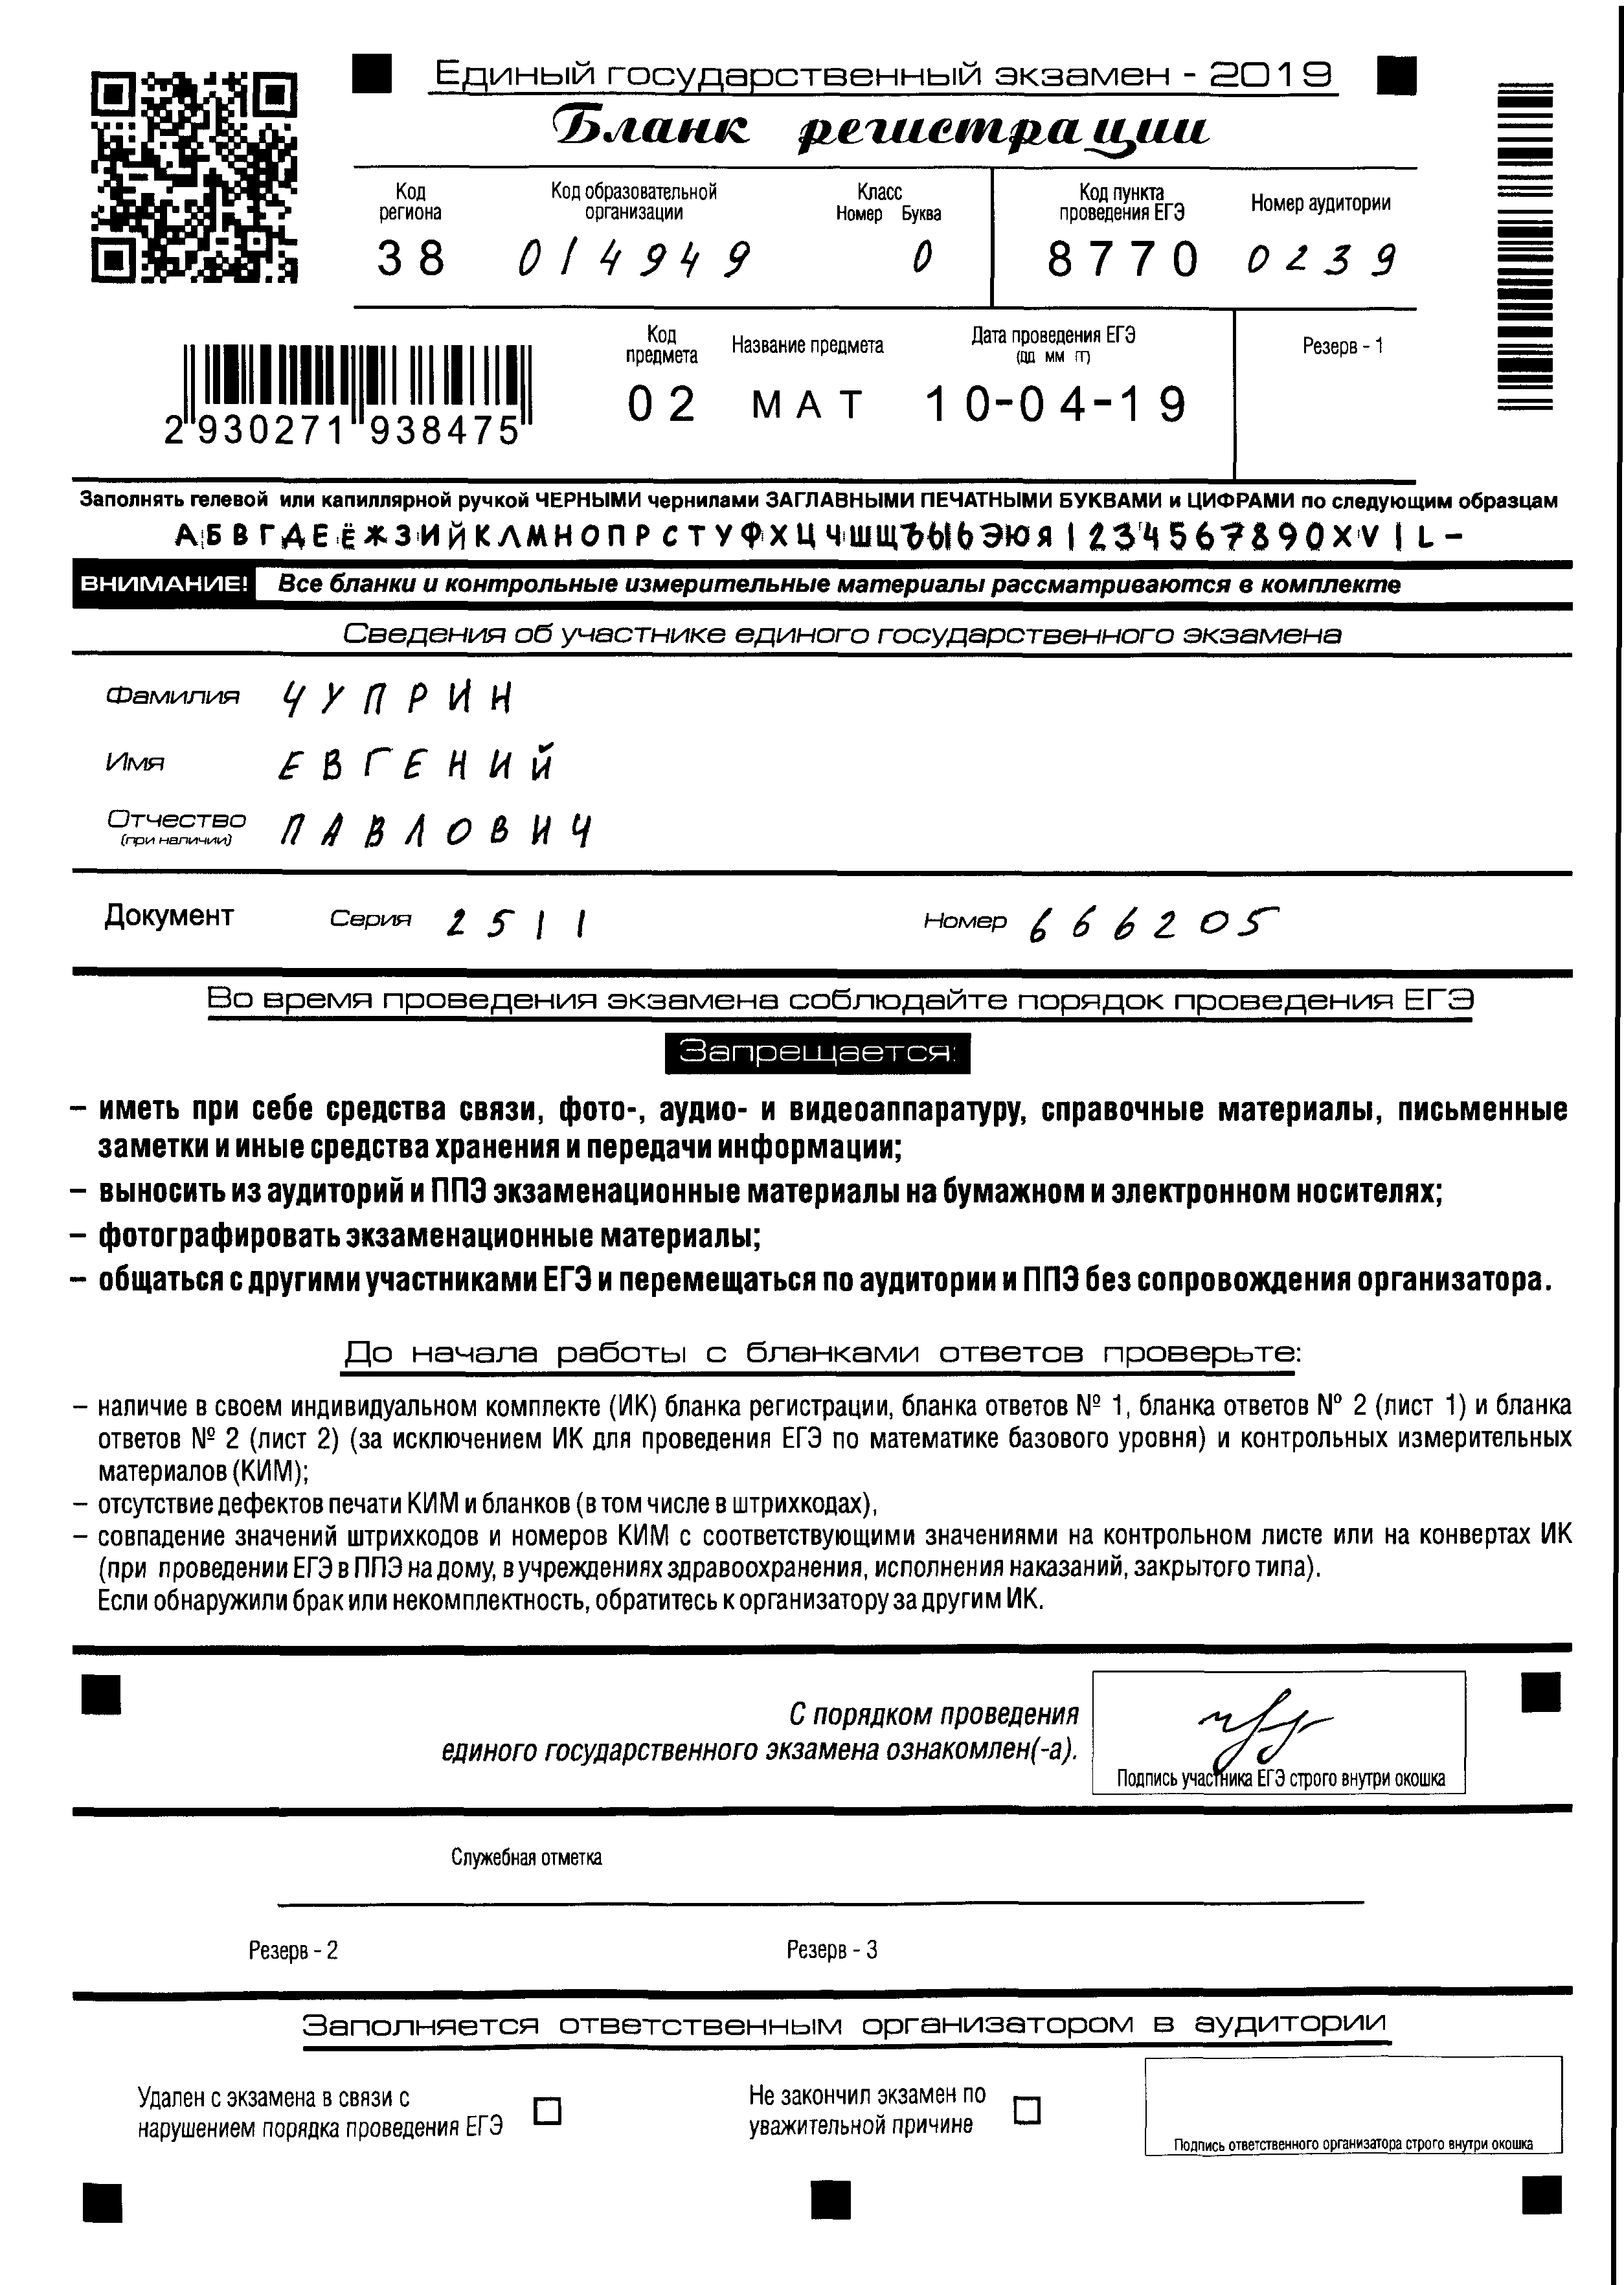 Единый государственный экзамен - 2019
Бланк регистрации
Код региона
Код образовательной организации
Класс
Номер Буква
Код пункта проведения ЕГЭ
Номер аудитории
38 014949 0 8770 0239
Код предмета
Название предмета
Дата проведения ЕГЭ
(ДД ММ ГГ)
Резерв - 1
02 МАТ 10-04-19
2 930271 938475
Заполнять гелевой или капиллярной ручкой ЧЕРНЫМИ чернилами ЗАГЛАВНЫМИ ПЕЧАТНЫМИ БУКВАМИ и ЦИФРАМИ по следующим образцам
АБВГДЕЁЖЗИЙКЛМНОПРСТУФХЦЧШЩЪЫЬЭЮЯ1234567890XVIL-
ВНИМАНИЕ! Все бланки и контрольные измерительные материалы рассматриваются в комплекте
Сведения об участнике единого государственного экзамена
Фамилия ЧУПРИН
Имя ЕВГЕНИЙ
Отчество ПАВЛОВИЧ
(при наличии)
Документ Серия 2511 Номер 666205
Во время проведения экзамена соблюдайте порядок проведения ЕГЭ
Запрещается:
– иметь при себе средства связи, фото-, аудио- и видеоаппаратуру, справочные материалы, письменные
заметки и иные средства хранения и передачи информации;
– выносить из аудиторий и ППЭ экзаменационные материалы на бумажном и электронном носителях;
– фотографировать экзаменационные материалы;
– общаться с другими участниками ЕГЭ и перемещаться по аудитории и ППЭ без сопровождения организатора.
До начала работы с бланками ответов проверьте:
– наличие в своем индивидуальном комплекте (ИК) бланка регистрации, бланка ответов № 1, бланка ответов № 2 (лист 1) и бланка
ответов № 2 (лист 2) (за исключением ИК для проведения ЕГЭ по математике базового уровня) и контрольных измерительных
материалов (КИМ);
– отсутствие дефектов печати КИМ и бланков (в том числе в штрихкодах),
– совпадение значений штрихкодов и номеров КИМ с соответствующими значениями на контрольном листе или на конвертах ИК
(при проведении ЕГЭ в ППЭ на дому, в учреждениях здравоохранения, исполнения наказаний, закрытого типа).
Если обнаружили брак или некомплектность, обратитесь к организатору за другим ИК.
С порядком проведения
единого государственного экзамена ознакомлен(-а).
Подпись участника ЕГЭ строго внутри окошка
Служебная отметка
Резерв - 2 Резерв - 3
Заполняется ответственным организатором в аудитории
Удален с экзамена в связи с
нарушением порядка проведения ЕГЭ
Не закончил экзамен по
уважительной причине
Подпись ответственного организатора строго внутри окошка